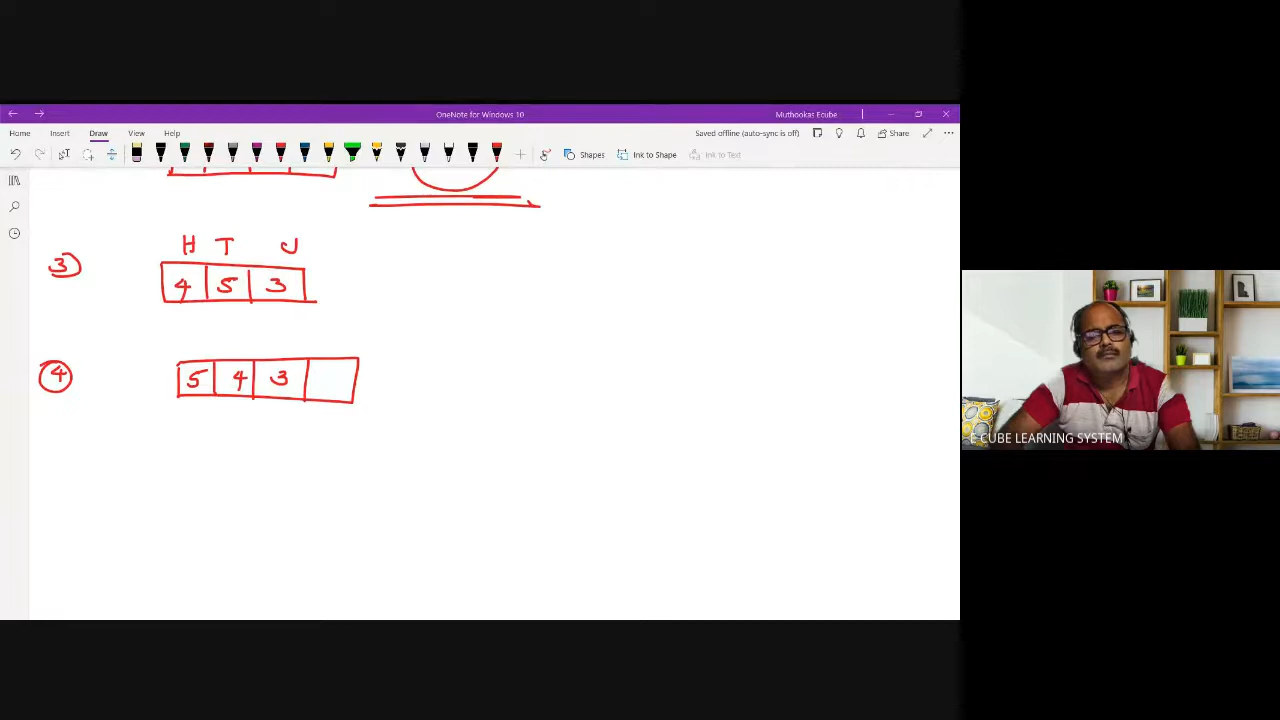 OneNote for Windows 10
Muthookas Ecube
Home Insert Draw View Help
Saved offline (auto-sync is off)
Share
Shapes
Ink to Shape
Ink to Text
H T U
3 4 5 3
4 5 4 3
E CUBE LEARNING SYSTEM